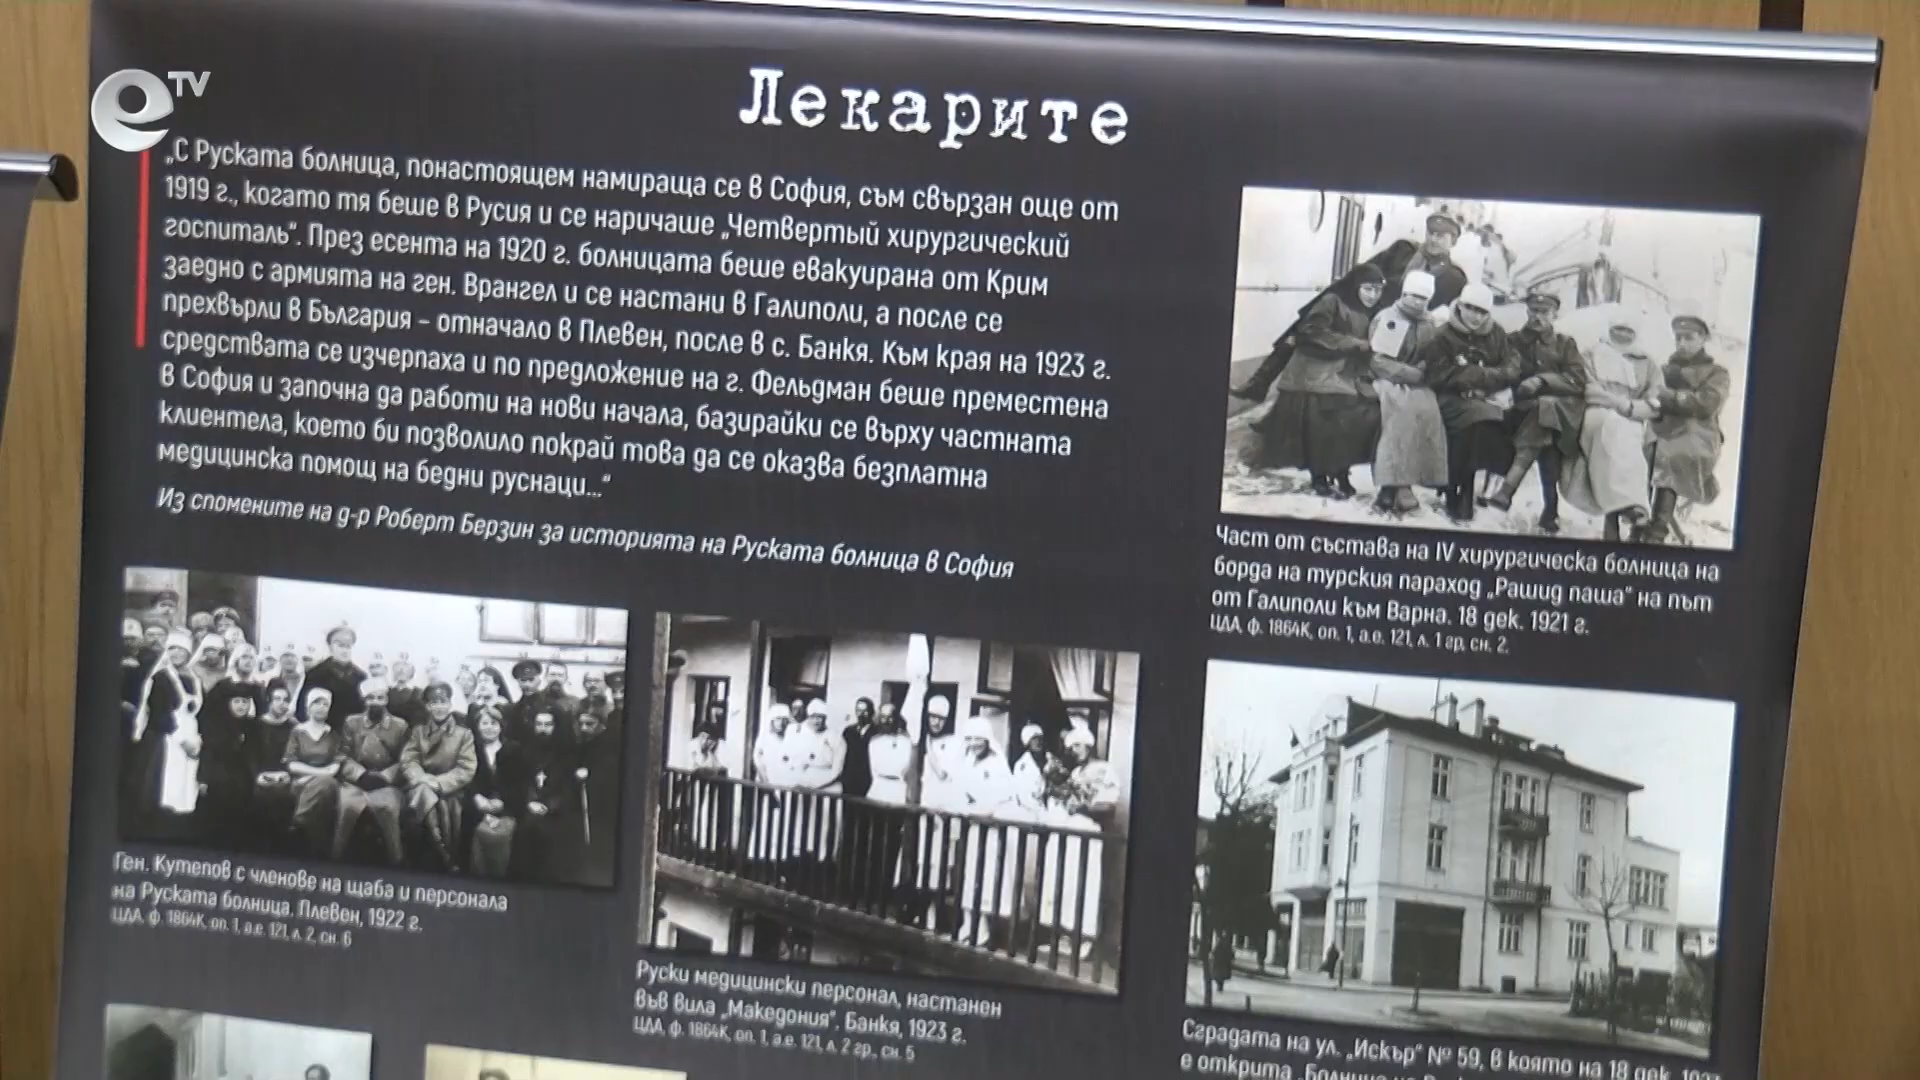 eTV
Лекарите
„С Руската болница, понастоящем намираща се в София, съм свързан още от
1919 г., когато тя беше в Русия и се наричаше „Четвертый хирургический
госпиталь“. През есента на 1920 г. болницата беше евакуирана от Крим
заедно с армията на ген. Врангел и се настани в Галиполи, а после се
прехвърли в България – отначало в Плевен, после в с. Банкя. Към края на 1923 г.
средствата се изчерпаха и по предложение на г. Фельдман беше преместена
в София и започна да работи на нови начала, базирайки се върху частната
клиентела, което би позволило покрай това да се оказва безплатна
медицинска помощ на бедни руснаци...“
Из спомените на д-р Роберт Берзин за историята на Руската болница в София
Част от състава на IV хирургическа болница на
борда на турския параход „Рашид паша“ на път
от Галиполи към Варна. 18 дек. 1921 г.
ЦДА, ф. 1864К, оп. 1, а.е. 121, л. 1 гр, сн. 2.
Ген. Кутепов с членове на щаба и персонала
на Руската болница. Плевен, 1922 г.
ЦДА, ф. 1864К, оп. 1, а.е. 121, л. 2, сн. 6
Руски медицински персонал, настанен
във вила „Македония“. Банкя, 1923 г.
ЦДА, ф. 1864К, оп. 1, а.е. 121, л. 2 гр., сн. 5
Сградата на ул. „Искър“ № 59, в която на 18 дек.
е открита